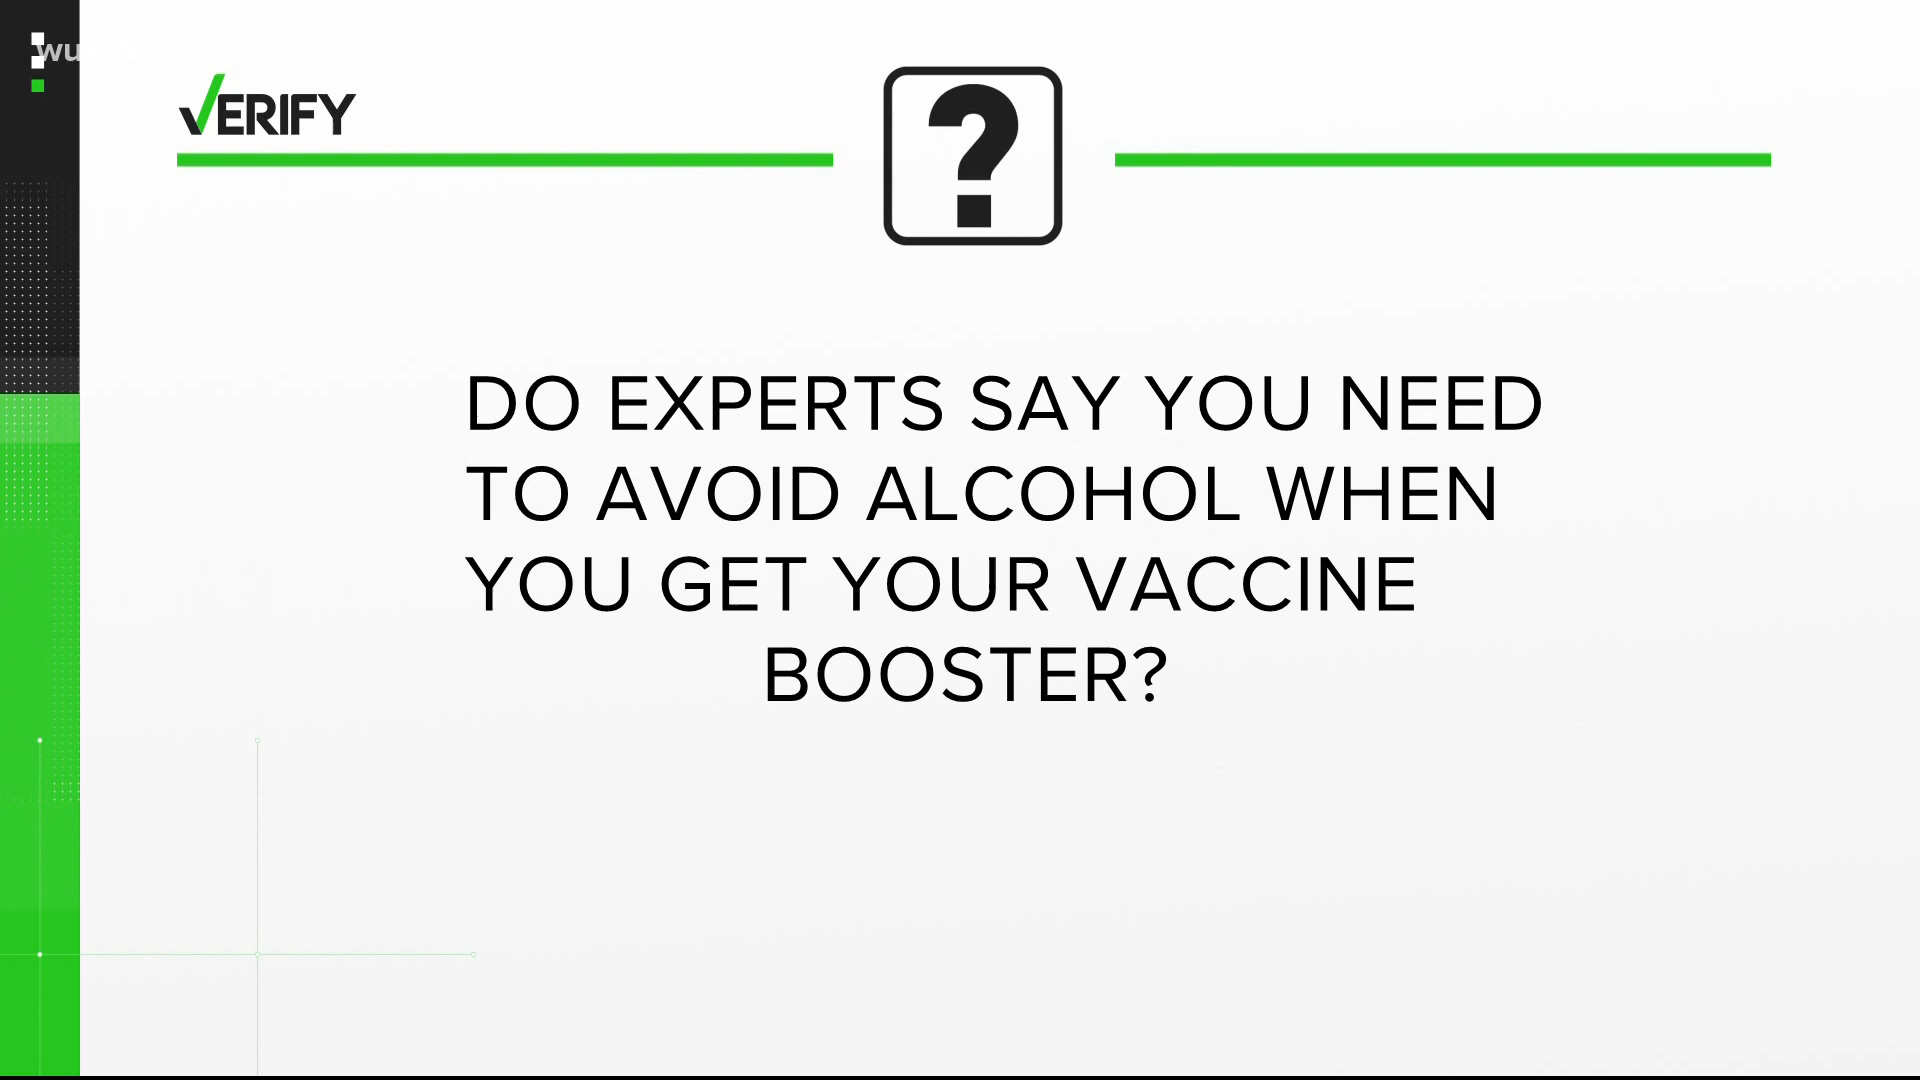 VERIFY
?
DO EXPERTS SAY YOU NEED
TO AVOID ALCOHOL WHEN
YOU GET YOUR VACCINE
BOOSTER?